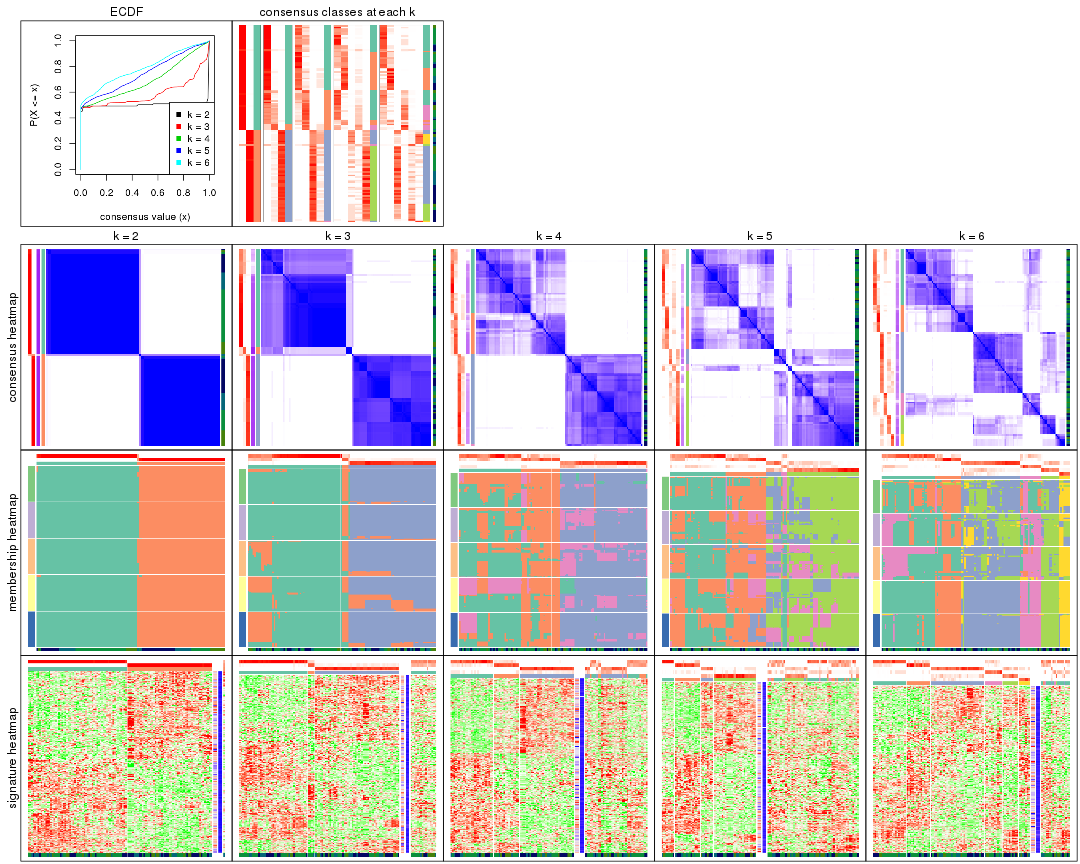 ECDF
consensus classes at each k
P(X <= x)
0.0
0.2
0.4
0.6
0.8
1.0
k = 2
k = 3
k = 4
k = 5
k = 6
0.0 0.2 0.4 0.6 0.8 1.0
consensus value (x)
k = 2
k = 3
k = 4
k = 5
k = 6
consensus heatmap
membership heatmap
signature heatmap